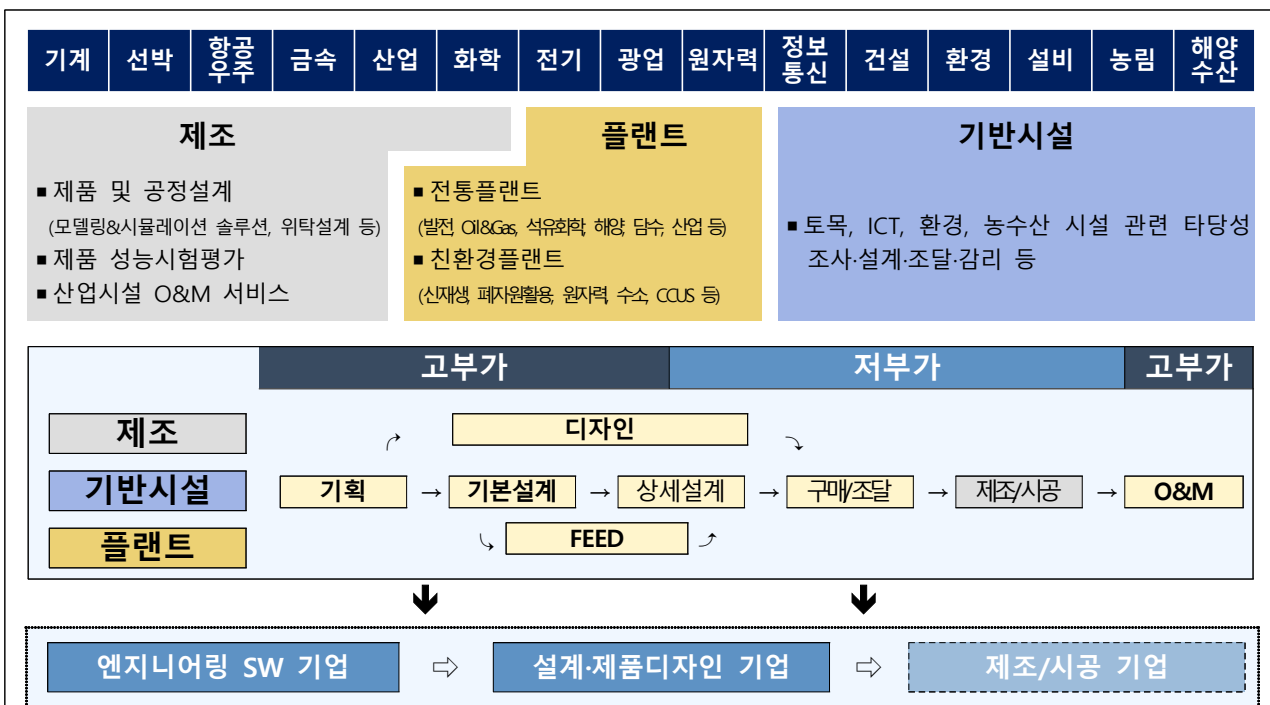 기계 선박 항공우주 금속 산업 화학 전기 광업 원자력 정보통신 건설 환경 설비 농림 해양수산
제조
■ 제품 및 공정설계
(모델링&시뮬레이션 솔루션, 위탁설계 등)
■ 제품 성능시험평가
■ 산업시설 O&M 서비스
플랜트
■ 전통플랜트
(발전, Oil&Gas, 석유화학, 해양, 담수, 산업 등)
■ 친환경플랜트
(신재생, 폐자원활용, 원자력, 수소, CCUS 등)
기반시설
■ 토목, ICT, 환경, 농수산 시설 관련 타당성
조사·설계·조달·감리 등
고부가 저부가 고부가
제조 디자인
기반시설 기획 → 기본설계 → 상세설계 → 구매/조달 → 제조/시공 → O&M
플랜트 FEED
엔지니어링 SW 기업 ⇨ 설계·제품디자인 기업 ⇨ 제조/시공 기업